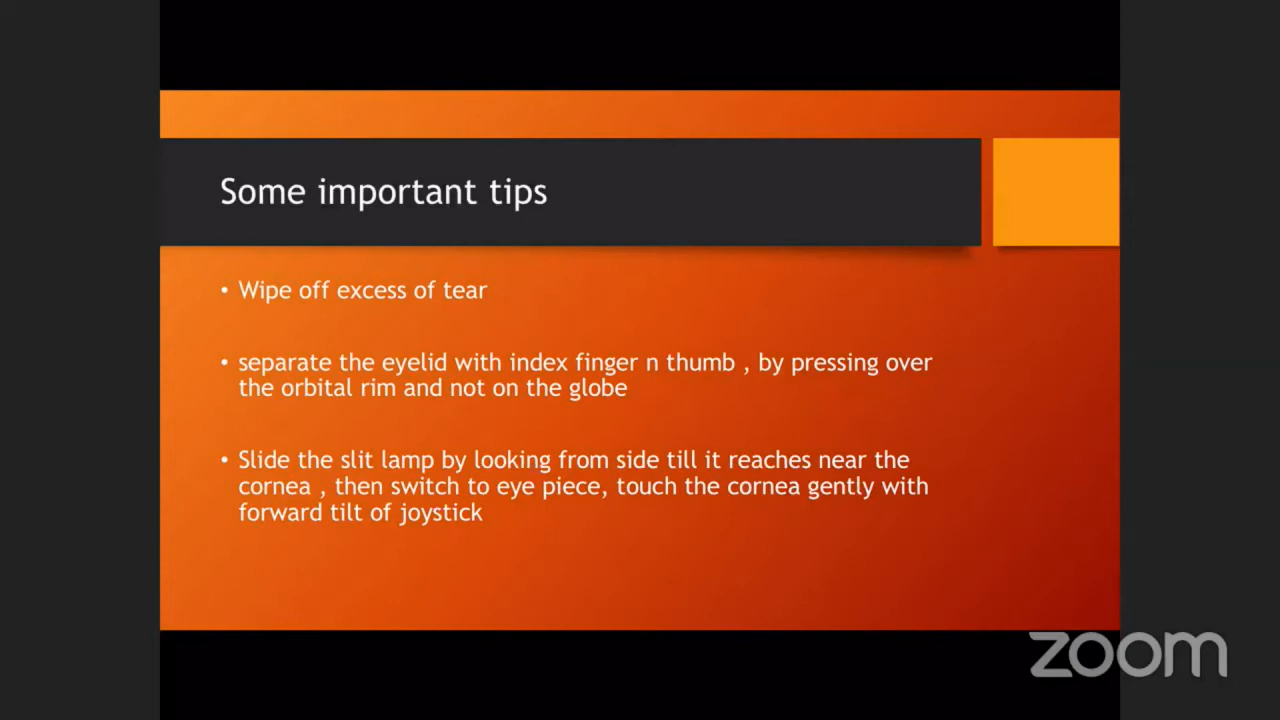 Some important tips
• Wipe off excess of tear
• separate the eyelid with index finger n thumb , by pressing over
the orbital rim and not on the globe
• Slide the slit lamp by looking from side till it reaches near the
cornea , then switch to eye piece, touch the cornea gently with
forward tilt of joystick
zoom